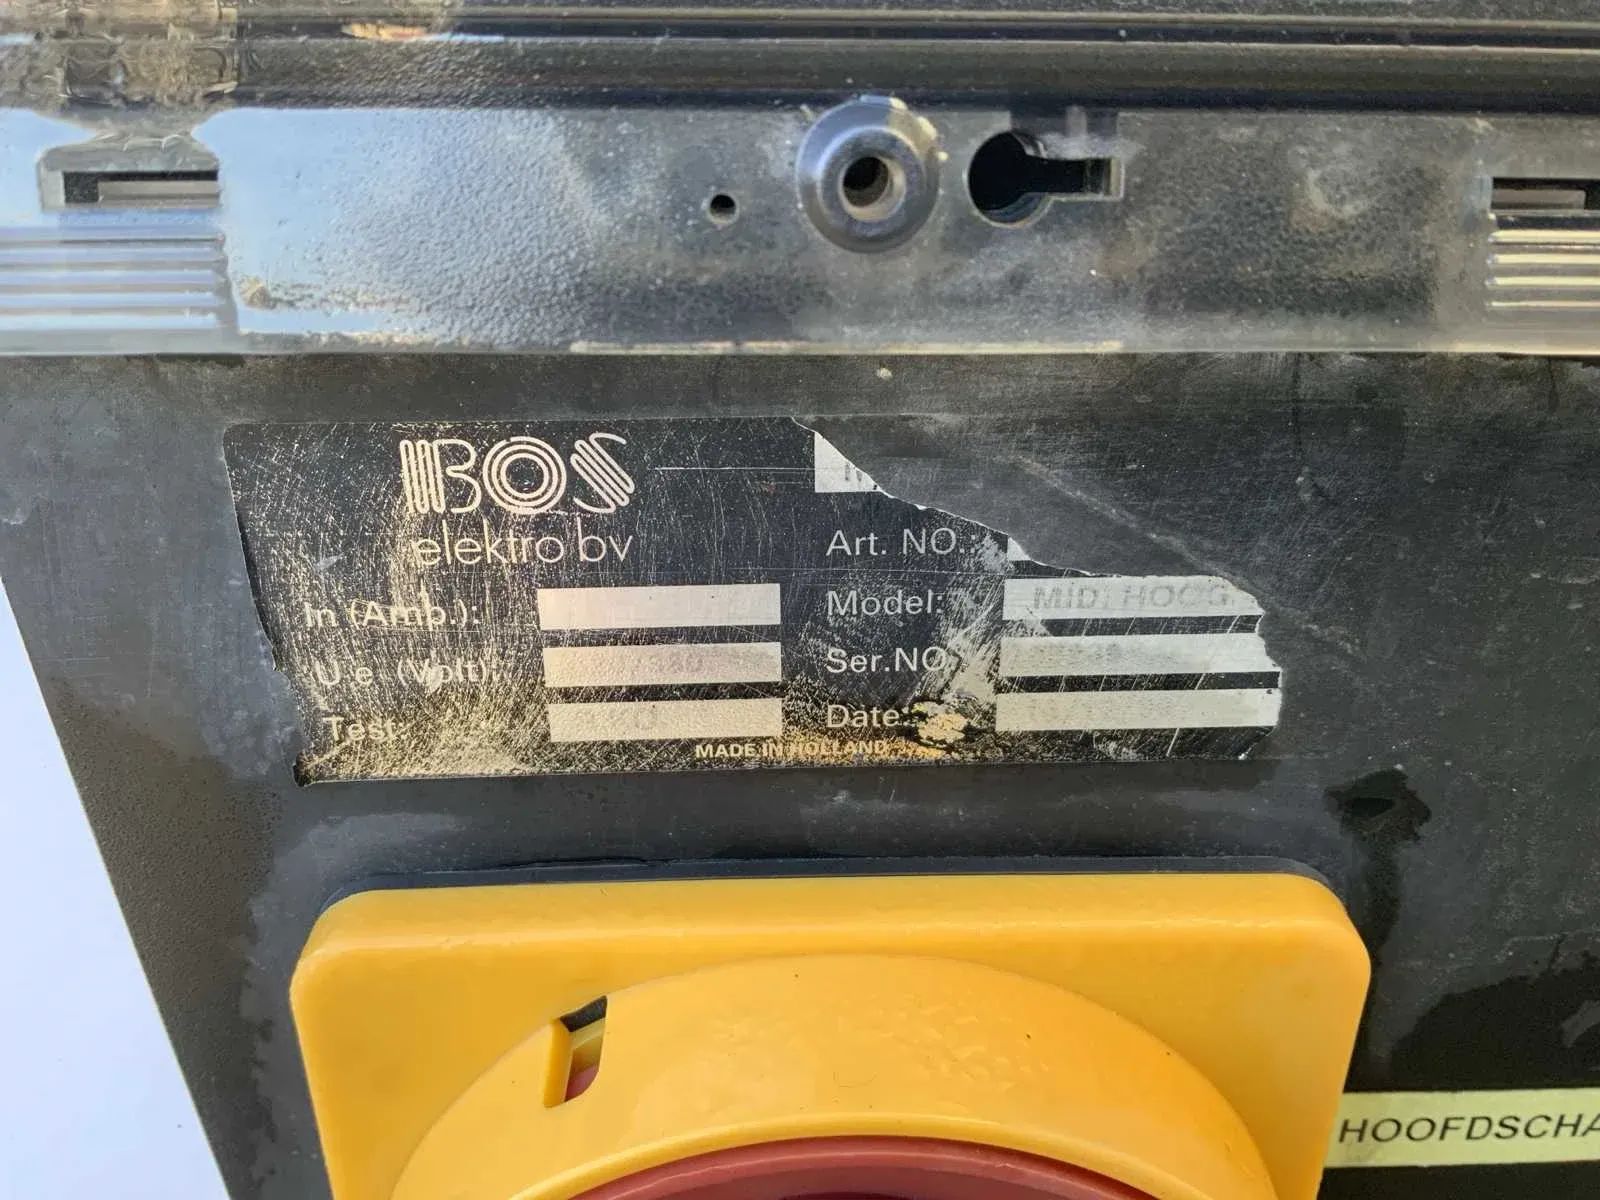 BOS
elektro bv
Art. NO.:
In (Amp.):
Model: MIDI HOOG
U.e. (Volt): 380
Ser.NO
Test:
Date:
MADE IN HOLLAND
HOOFDSCHA